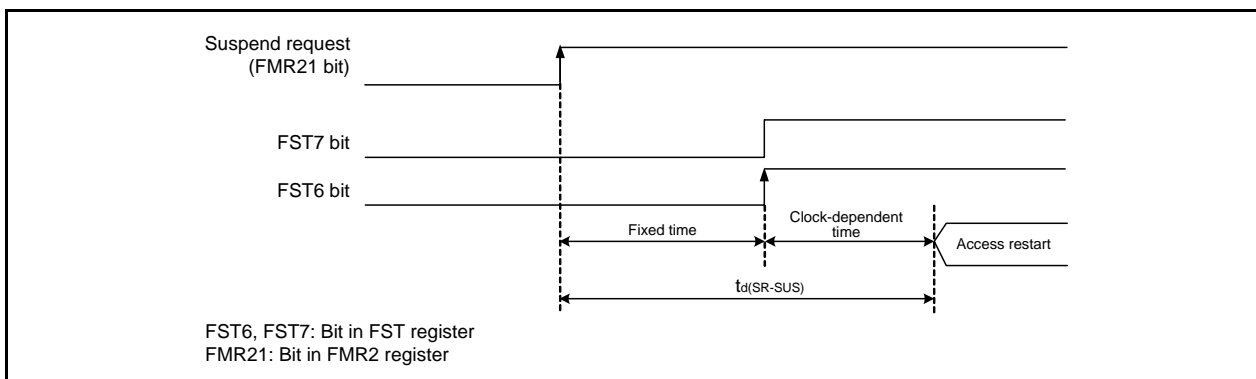 Suspend request
(FMR21 bit)
FST7 bit
FST6 bit
Fixed time
Clock-dependent
time
Access restart
td(SR-SUS)
FST6, FST7: Bit in FST register
FMR21: Bit in FMR2 register